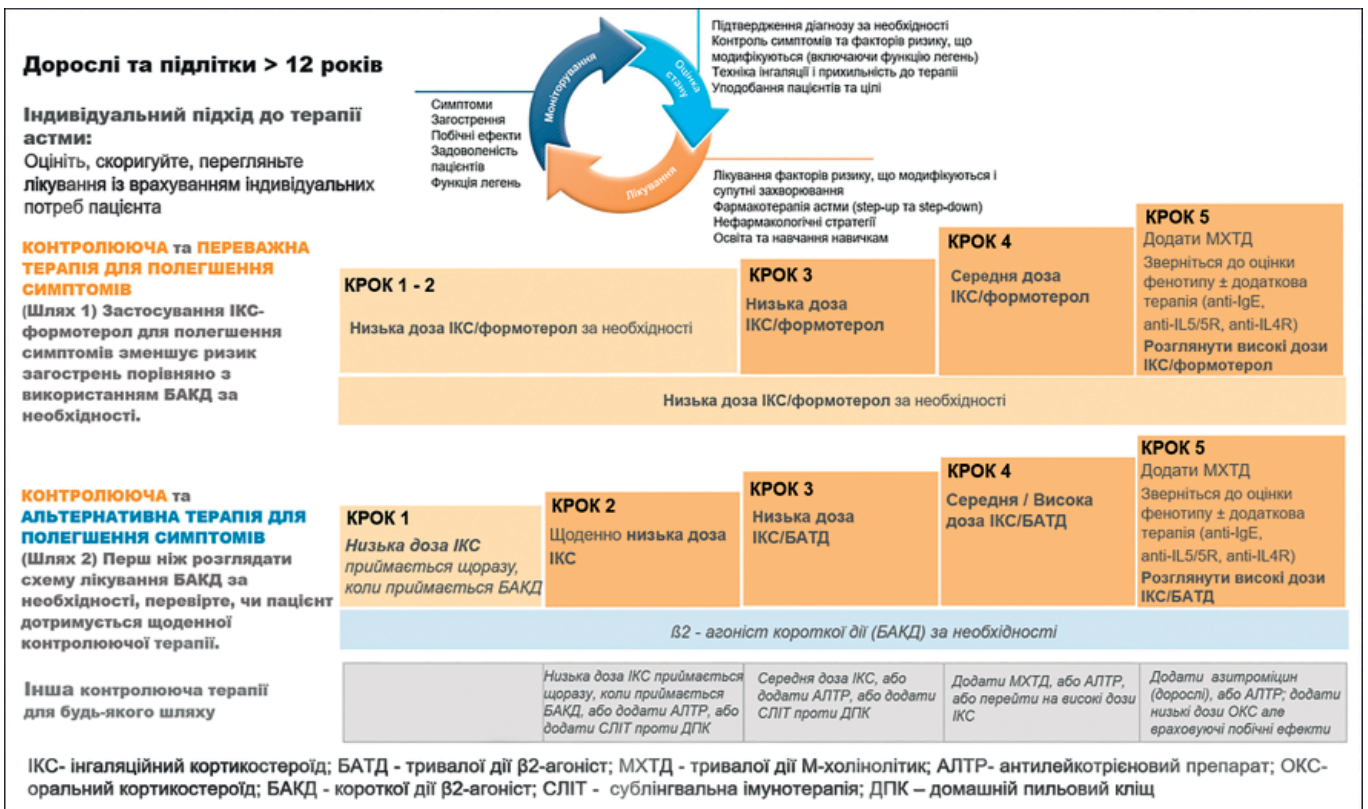 Дорослі та підлітки > 12 років
Індивідуальний підхід до терапії
астми:
Оцініть, скоригуйте, перегляньте
лікування із врахуванням індивідуальних
потреб пацієнта
Моніторування
Оцінка
стану
Лікування
Симптоми
Загострення
Побічні ефекти
Задоволеність
пацієнтів
Функція легень
Підтвердження діагнозу за необхідності
Контроль симптомів та факторів ризику, що
модифікуються (включаючи функцію легень)
Техніка інгаляції і прихильність до терапії
Уподобання пацієнтів та цілі
Лікування факторів ризику, що модифікуються і
супутні захворювання
Фармакотерапія астми (step-up та step-down)
Нефармакологічні стратегії
Освіта та навчання навичкам
КОНТРОЛЮЮЧА та ПЕРЕВАЖНА
ТЕРАПІЯ ДЛЯ ПОЛЕГШЕННЯ
СИМПТОМІВ
(Шлях 1) Застосування ІКС-
формотерол для полегшення
симптомів зменшує ризик
загострень порівняно з
використанням БАКД за
необхідності.
КРОК 1 - 2
Низька доза ІКС/формотерол за необхідності
КРОК 3
Низька доза
ІКС/формотерол
КРОК 4
Середня доза
ІКС/формотерол
КРОК 5
Додати МХТД
Зверніться до оцінки
фенотипу ± додаткова
терапія (anti-IgE,
anti-IL5/5R, anti-IL4R)
Розглянути високі дози
ІКС/формотерол
Низька доза ІКС/формотерол за необхідності
КОНТРОЛЮЮЧА та
АЛЬТЕРНАТИВНА ТЕРАПІЯ ДЛЯ
ПОЛЕГШЕННЯ СИМПТОМІВ
(Шлях 2) Перш ніж розглядати
схему лікування БАКД за
необхідності, перевірте, чи пацієнт
дотримується щоденної
контролюючої терапії.
КРОК 1
Низька доза ІКС
приймається щоразу,
коли приймається БАКД
КРОК 2
Щоденно низька доза
ІКС
КРОК 3
Низька доза
ІКС/БАТД
КРОК 4
Середня / Висока
доза ІКС/БАТД
КРОК 5
Додати МХТД
Зверніться до оцінки
фенотипу ± додаткова
терапія (anti-IgE,
anti-IL5/5R, anti-IL4R)
Розглянути високі дози
ІКС/БАТД
ß2 - агоніст короткої дії (БАКД) за необхідності
Інша контролююча терапії
для будь-якого шляху
Низька доза ІКС приймається
щоразу, коли приймається
БАКД, або додати АЛТР, або
додати СЛІТ проти ДПК
Середня доза ІКС, або
додати АЛТР, або додати
СЛІТ проти ДПК
Додати МХТД, або АЛТР,
або перейти на високі дози
ІКС
Додати азитроміцин
(дорослі), або АЛТР; додати
низькі дози ОКС але
враховуючі побічні ефекти
ІКС- інгаляційний кортикостероїд; БАТД - тривалої дії β2-агоніст; МХТД - тривалої дії М-холінолітик; АЛТР- антилейкотрієновий препарат; ОКС-
оральний кортикостероїд; БАКД - короткої дії β2-агоніст; СЛІТ - сублінгвальна імунотерапія; ДПК – домашній пиловий кліщ